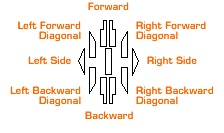 Forward
Left Forward
Diagonal
Right Forward
Diagonal
Left Side
Right Side
Left Backward
Diagonal
Right Backward
Diagonal
Backward